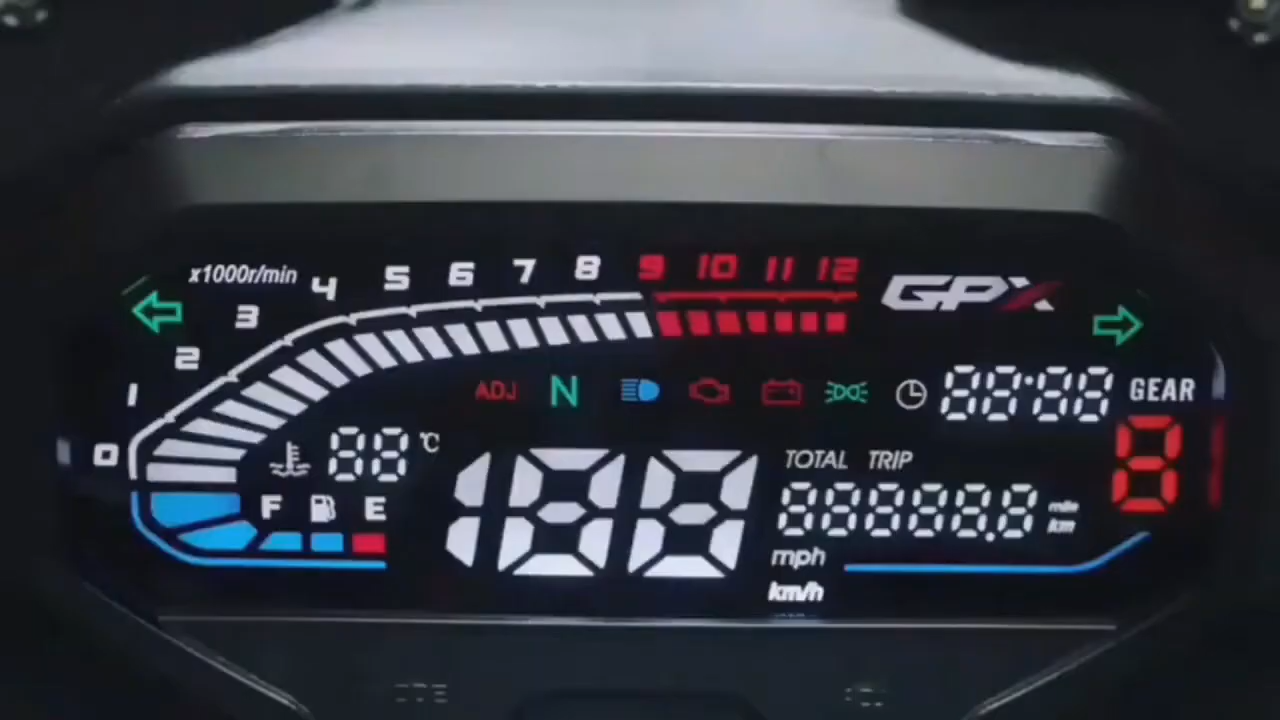 x1000r/min
0 1 2 3 4 5 6 7 8 9 10 11 12
GPX
ADJ N 88:88 GEAR
8
88 °C
F E
188
mph
km/h
TOTAL TRIP
888888.8
mile
km